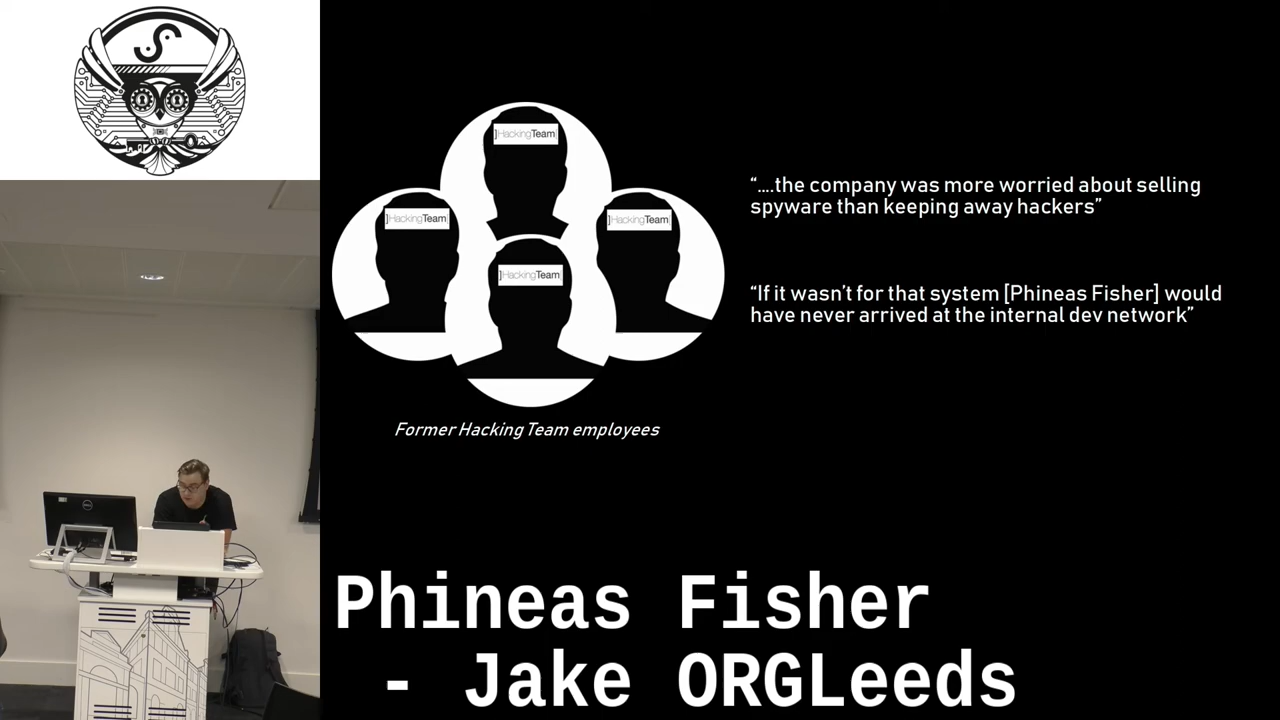 ]HackingTeam[
]HackingTeam[
]HackingTeam[
]HackingTeam[
Former Hacking Team employees
“….the company was more worried about selling
spyware than keeping away hackers”
“If it wasn’t for that system [Phineas Fisher] would
have never arrived at the internal dev network”
DELL
Phineas Fisher
- Jake ORGLeeds